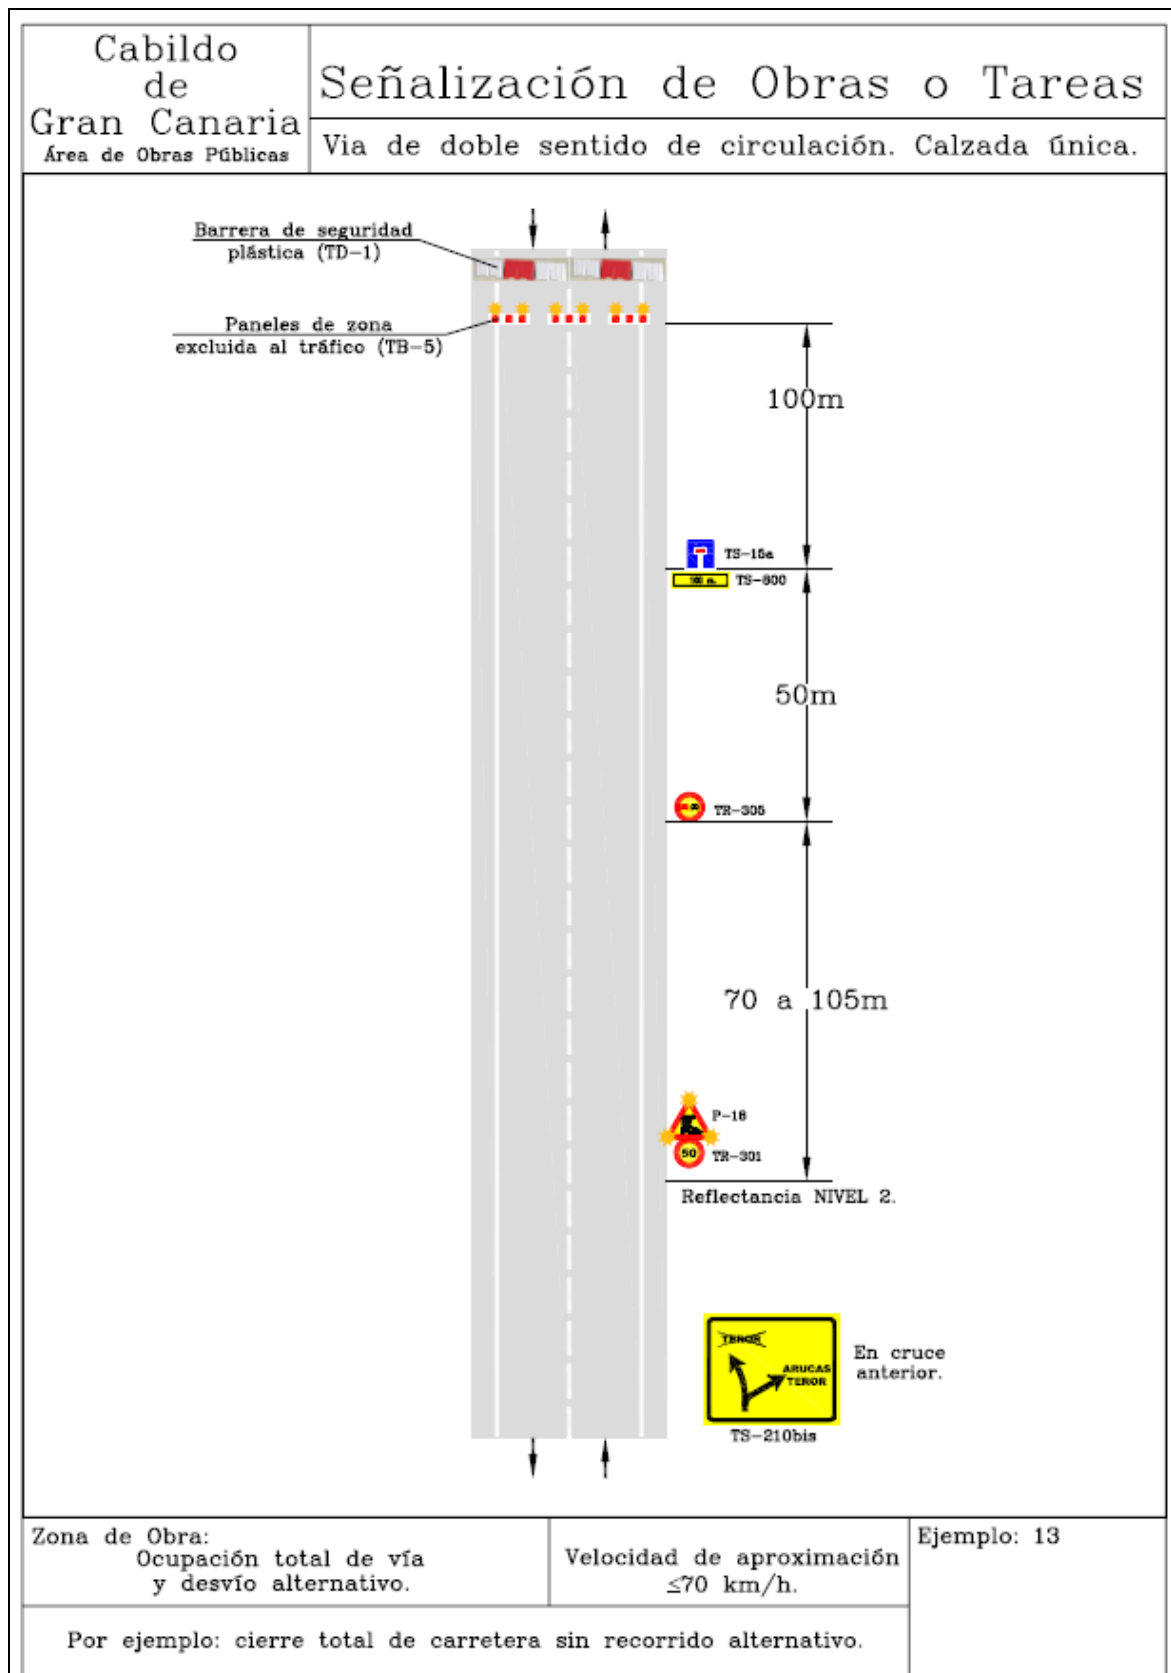 Cabildo
de
Gran Canaria
Área de Obras Públicas
Señalización de Obras o Tareas
Via de doble sentido de circulación. Calzada única.
Barrera de seguridad
plástica (TD-1)
Paneles de zona
excluida al tráfico (TB-5)
100m
TS-15a
100 m.
TS-800
50m
TR-305
70 a 105m
P-18
50
TR-301
Reflectancia NIVEL 2.
TEROR
ARUCAS
TEROR
En cruce
anterior.
TS-210bis
Zona de Obra:
Ocupación total de vía
y desvío alternativo.
Velocidad de aproximación
≤70 km/h.
Ejemplo: 13
Por ejemplo: cierre total de carretera sin recorrido alternativo.